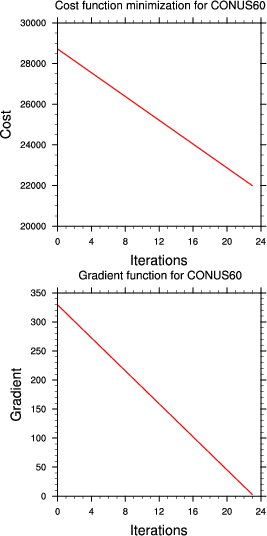 Cost function minimization for CONUS60
30000
28000
26000
24000
22000
20000
Cost
0 4 8 12 16 20 24
Iterations
Gradient function for CONUS60
350
300
250
200
150
100
50
0
Gradient
0 4 8 12 16 20 24
Iterations